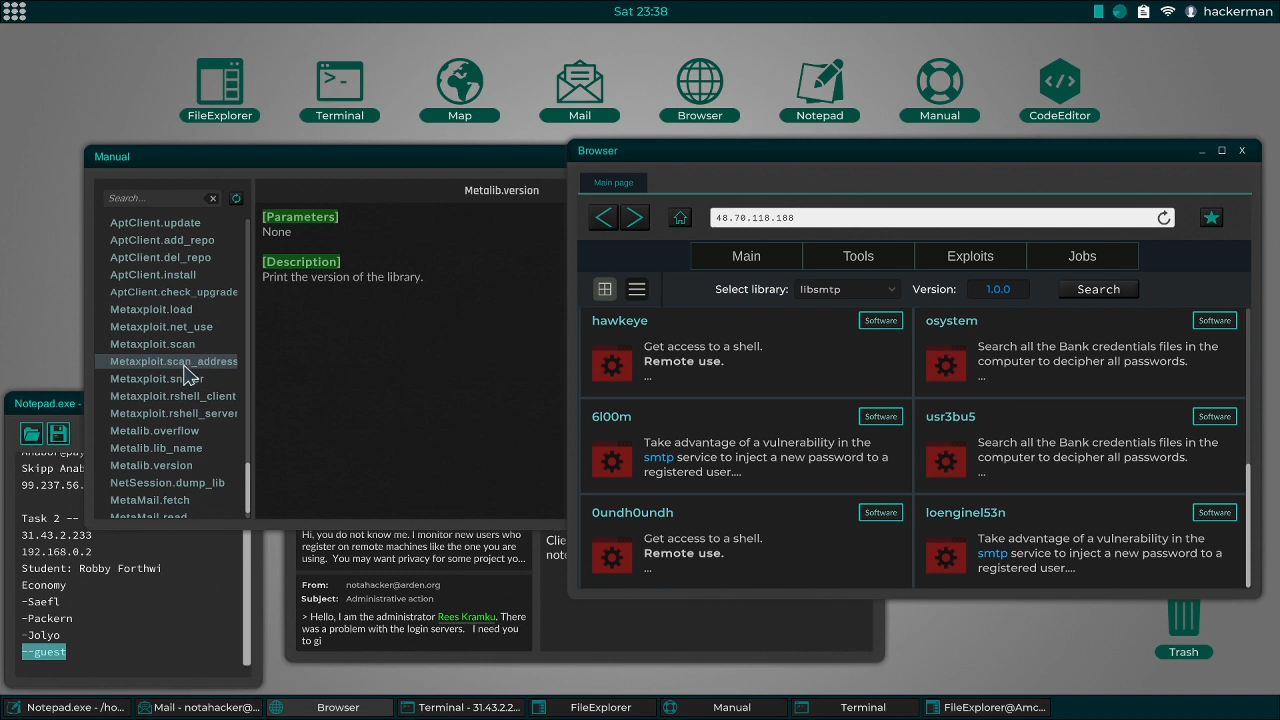 Sat 23:38
hackerman
FileExplorer
Terminal
Map
Mail
Browser
Notepad
Manual
CodeEditor
Manual
Search...
AptClient.update
AptClient.add_repo
AptClient.del_repo
AptClient.install
AptClient.check_upgrade
Metaxploit.load
Metaxploit.net_use
Metaxploit.scan
Metaxploit.scan_address
Metaxploit.sniffer
Metaxploit.rshell_client
Metaxploit.rshell_server
Metalib.overflow
Metalib.lib_name
Metalib.version
NetSession.dump_lib
MetaMail.fetch
MetaMail.read
Metalib.version
[Parameters]
None
[Description]
Print the version of the library.
Browser
Main page
48.70.118.188
Main
Tools
Exploits
Jobs
Select library:
libsmtp
Version:
1.0.0
Search
hawkeye
Software
Get access to a shell.
Remote use.
...
osystem
Software
Search all the Bank credentials files in the
computer to decipher all passwords.
...
6l00m
Software
Take advantage of a vulnerability in the
smtp service to inject a new password to a
registered user....
usr3bu5
Software
Search all the Bank credentials files in the
computer to decipher all passwords.
...
0undh0undh
Software
Get access to a shell.
Remote use.
...
loenginel53n
Software
Take advantage of a vulnerability in the
smtp service to inject a new password to a
registered user....
Notepad.exe -
Skipp Anab
99.237.56.
Task 2 --
31.43.2.233
192.168.0.2
Student: Robby Forthwi
Economy
-Saefl
-Packern
-Jolyo
--guest
Hi, you do not know me. I monitor new users who
register on remote machines like the one you are
using. You may want privacy for some project yo...
From: notahacker@arden.org
Subject: Administrative action
> Hello, I am the administrator Rees Kramku. There
was a problem with the login servers. I need you
to gi
Clie
note
Trash
Notepad.exe - /ho...
Mail - notahacker@...
Browser
Terminal - 31.43.2.2...
FileExplorer
Manual
Terminal
FileExplorer@Amc...